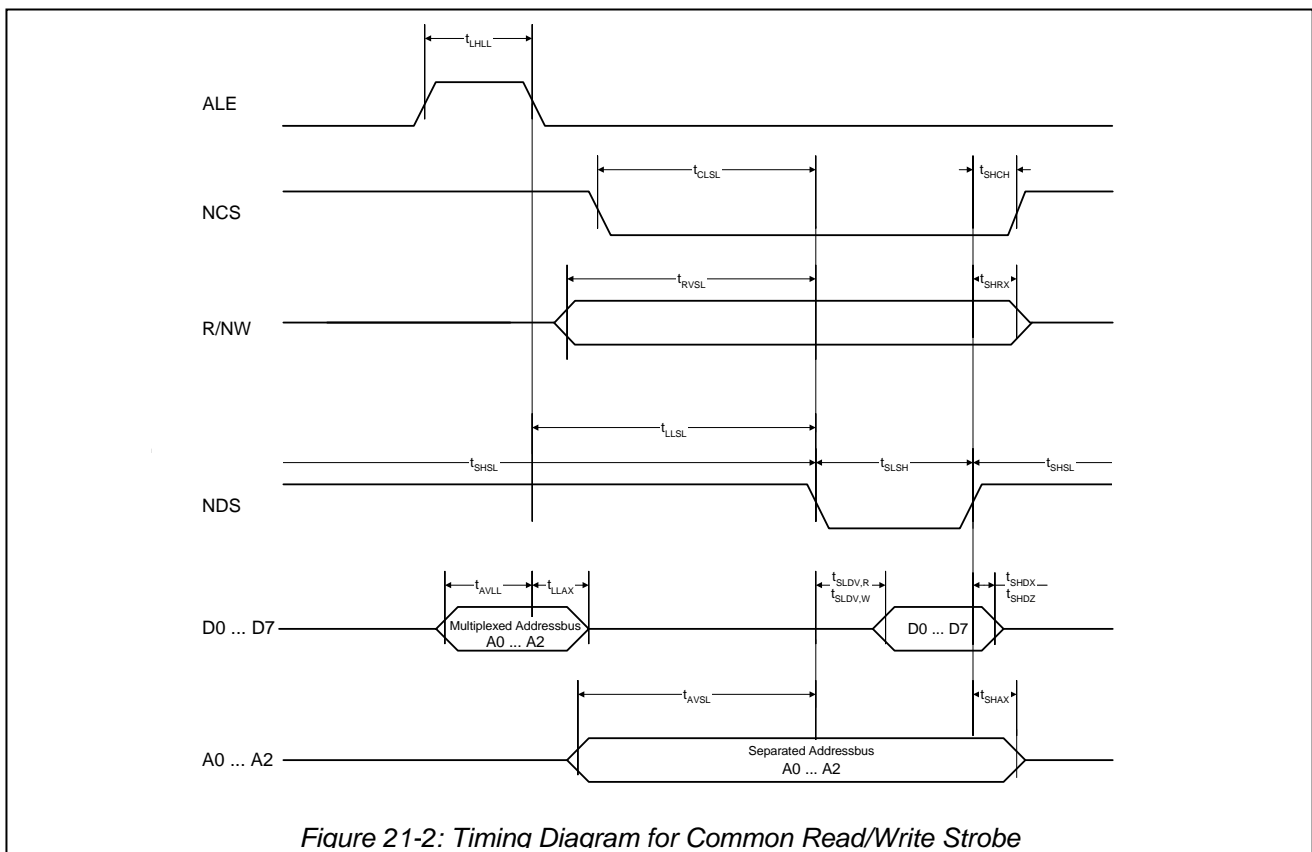 tLHLL
ALE
tCLSL
tSHCH
NCS
tRVSL
tSHRX
R/NW
tLLSL
tSHSL
tSLSH
tSHSL
NDS
tAVLL
tLLAX
tSLDV,R
tSLDV,W
tSHDX
tSHDZ
D0 ... D7
Multiplexed Addressbus
A0 ... A2
D0 ... D7
tAVSL
tSHAX
A0 ... A2
Separated Addressbus
A0 ... A2
Figure 21-2: Timing Diagram for Common Read/Write Strobe